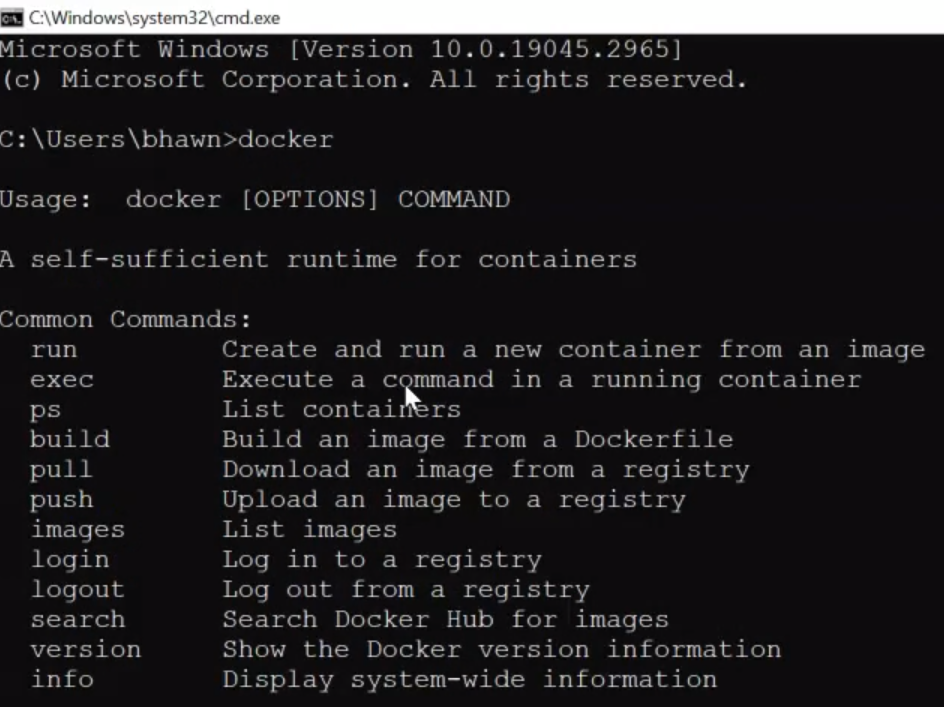 C:\Windows\system32\cmd.exe
Microsoft Windows [Version 10.0.19045.2965]
(c) Microsoft Corporation. All rights reserved.
C:\Users\bhawn>docker
Usage:  docker [OPTIONS] COMMAND
A self-sufficient runtime for containers
Common Commands:
  run         Create and run a new container from an image
  exec        Execute a command in a running container
  ps          List containers
  build       Build an image from a Dockerfile
  pull        Download an image from a registry
  push        Upload an image to a registry
  images      List images
  login       Log in to a registry
  logout      Log out from a registry
  search      Search Docker Hub for images
  version     Show the Docker version information
  info        Display system-wide information